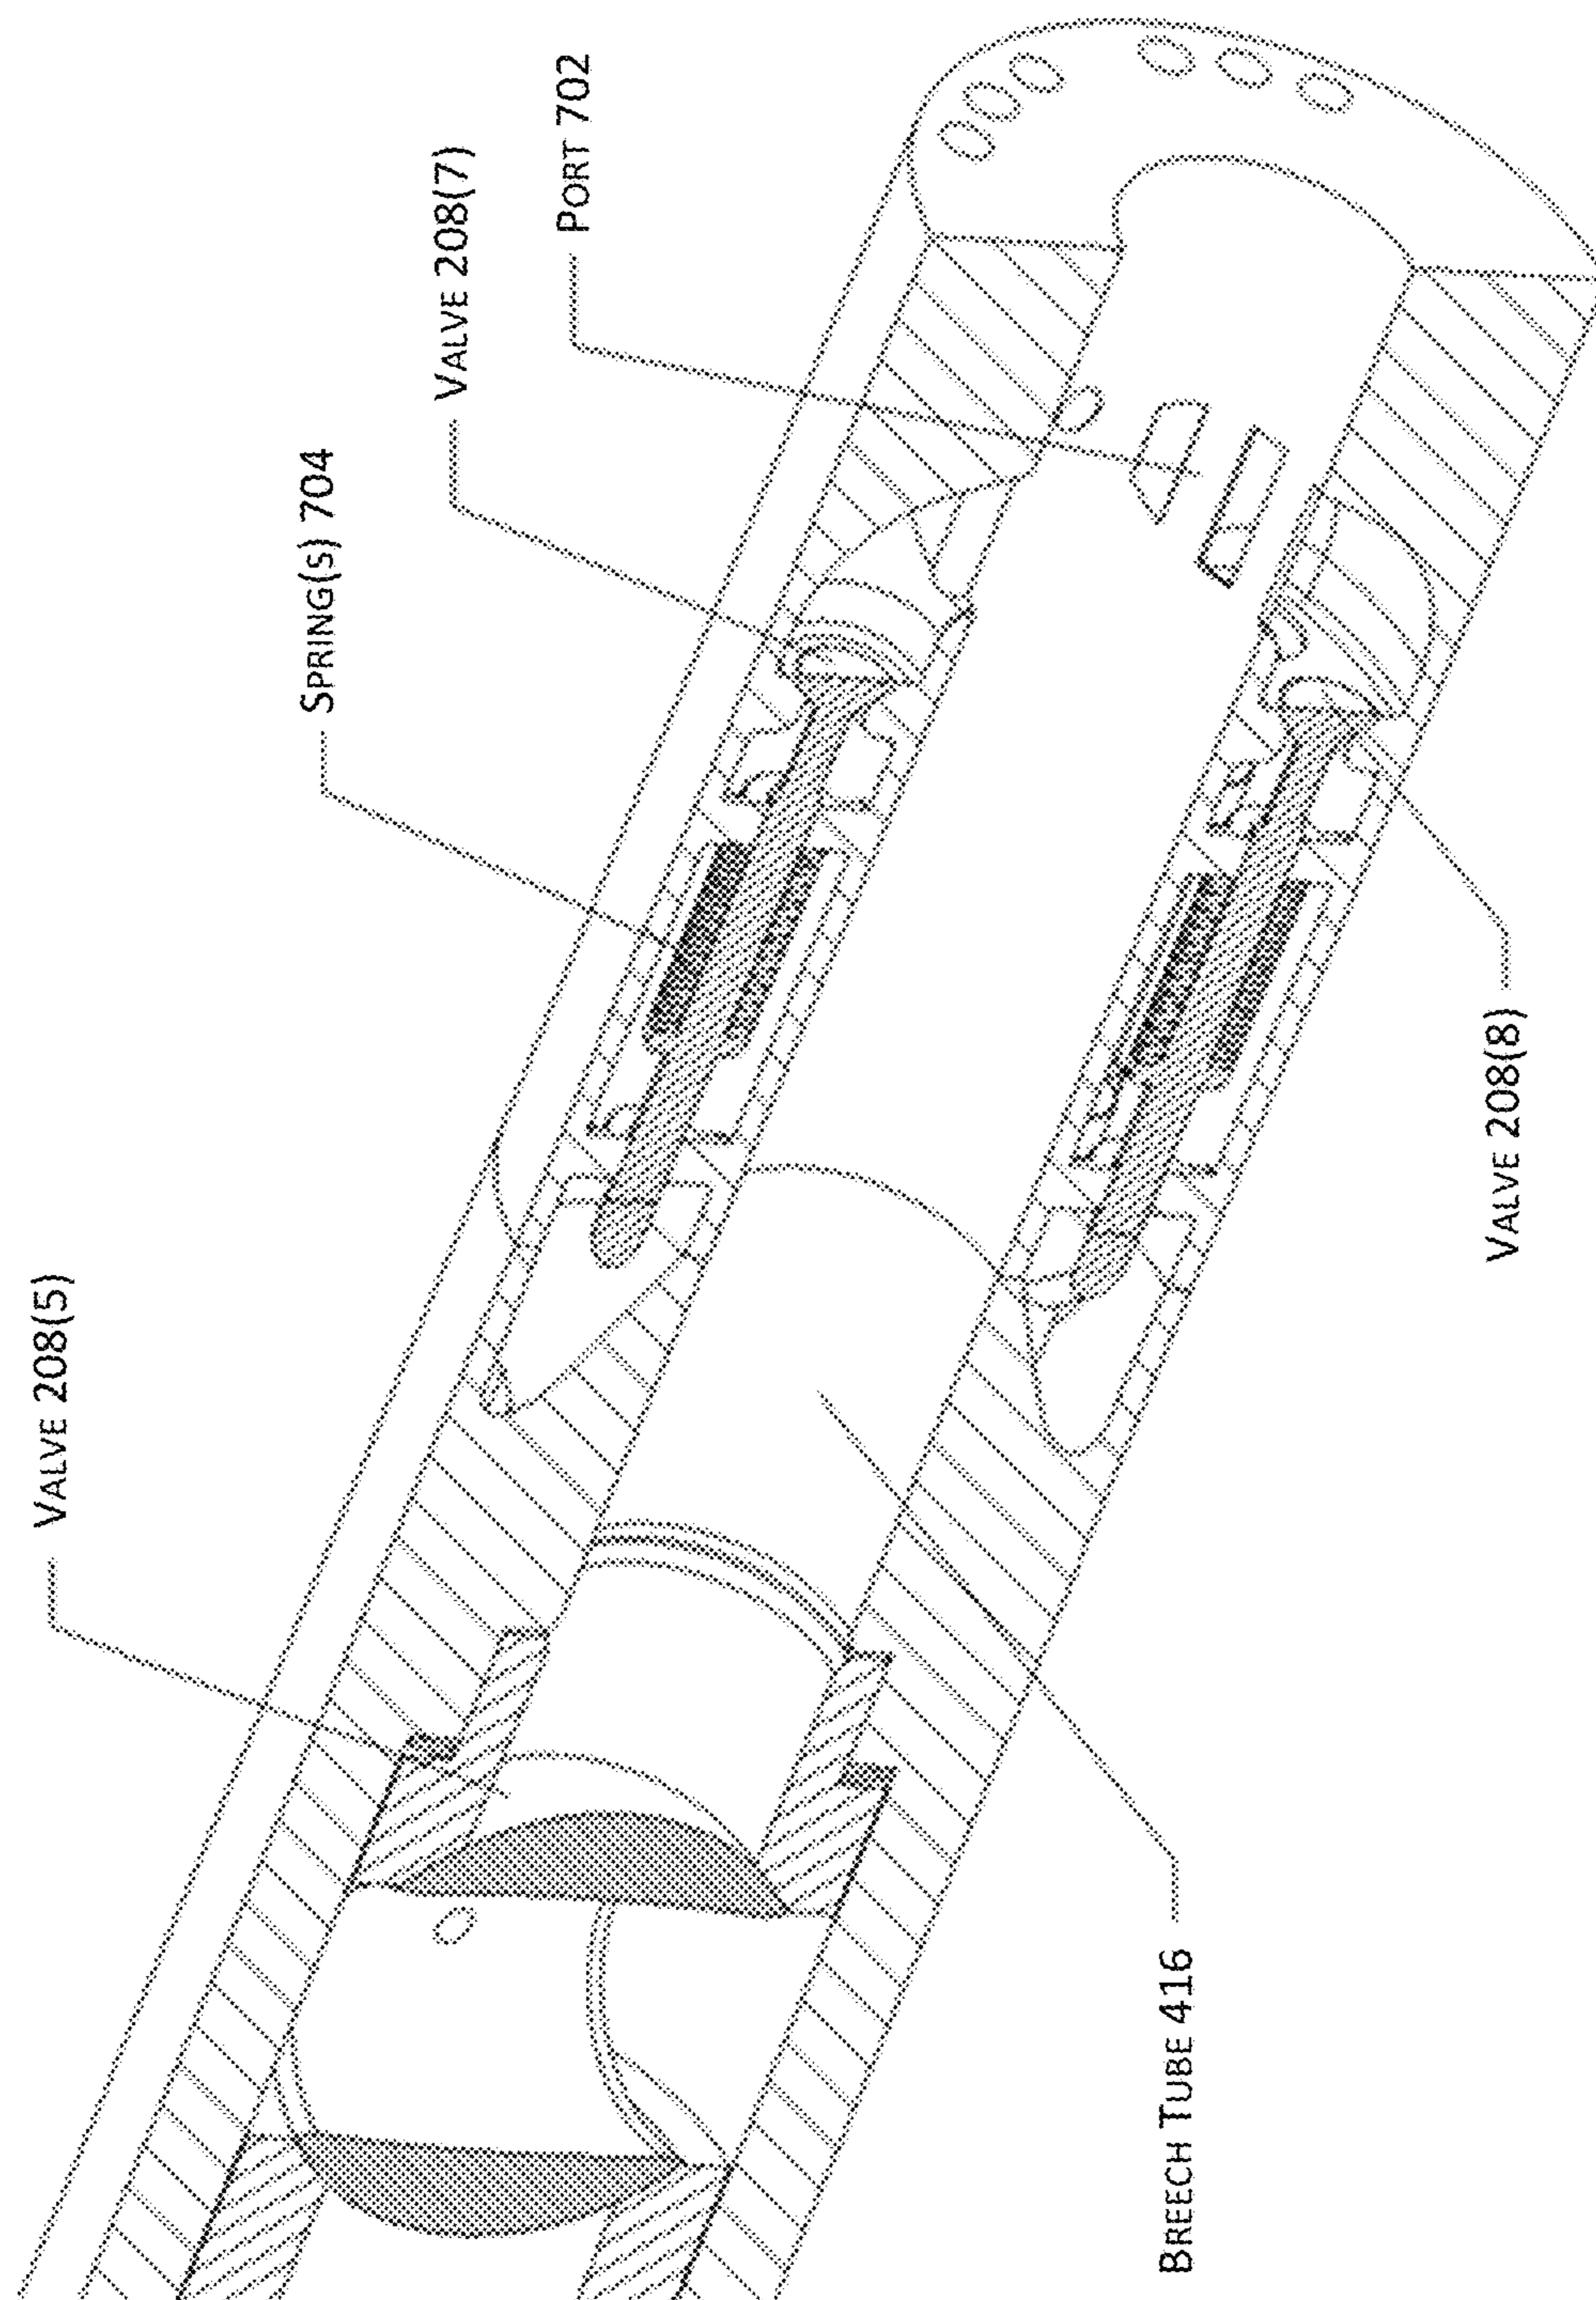 VALVE 208(5)
SPRING(S) 704
VALVE 208(7)
PORT 702
BREECH TUBE 416
VALVE 208(8)